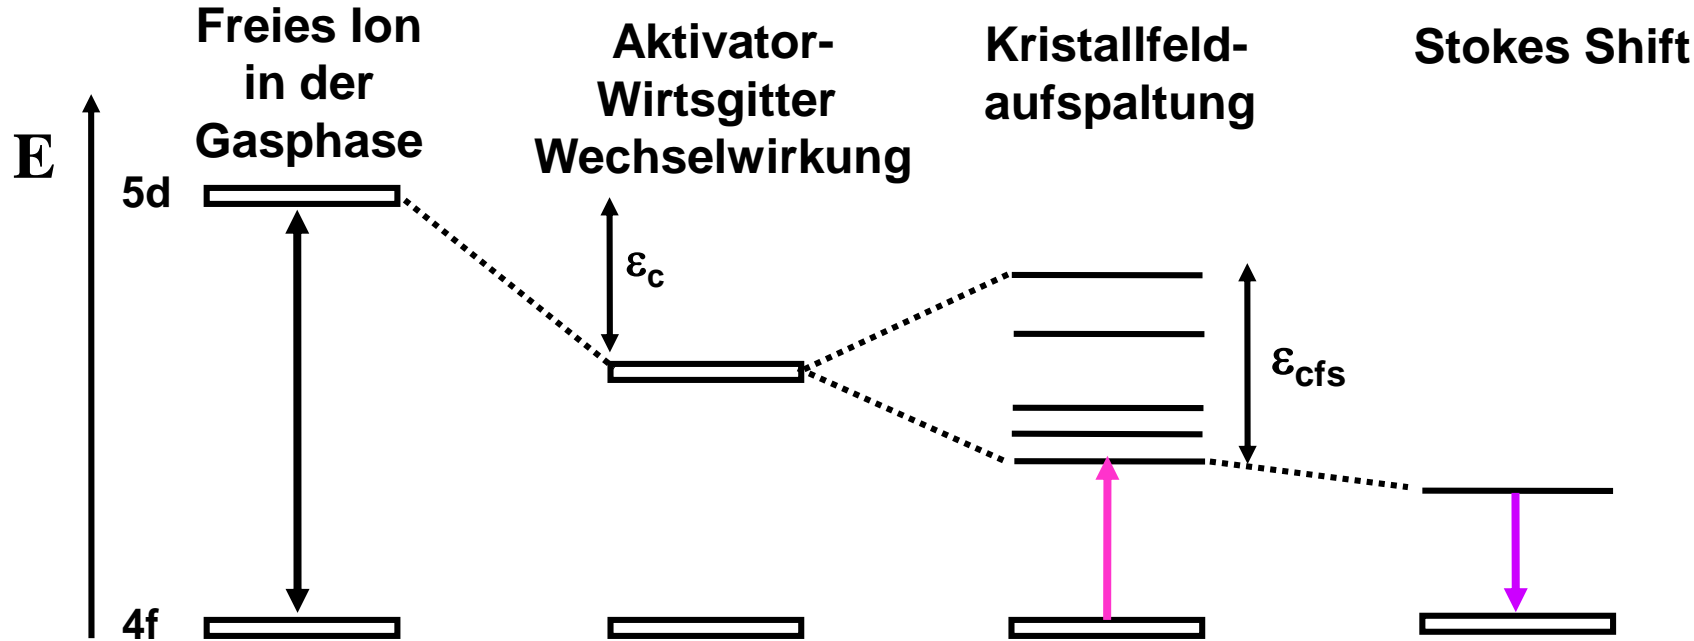 Freies Ion
in der
Gasphase
Aktivator-
Wirtsgitter
Wechselwirkung
Kristallfeld-
aufspaltung
Stokes Shift
E
5d
εc
εcfs
4f